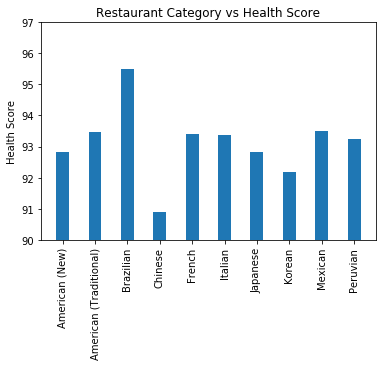 Restaurant Category vs Health Score
Health Score
97
96
95
94
93
92
91
90
American (New)
American (Traditional)
Brazilian
Chinese
French
Italian
Japanese
Korean
Mexican
Peruvian